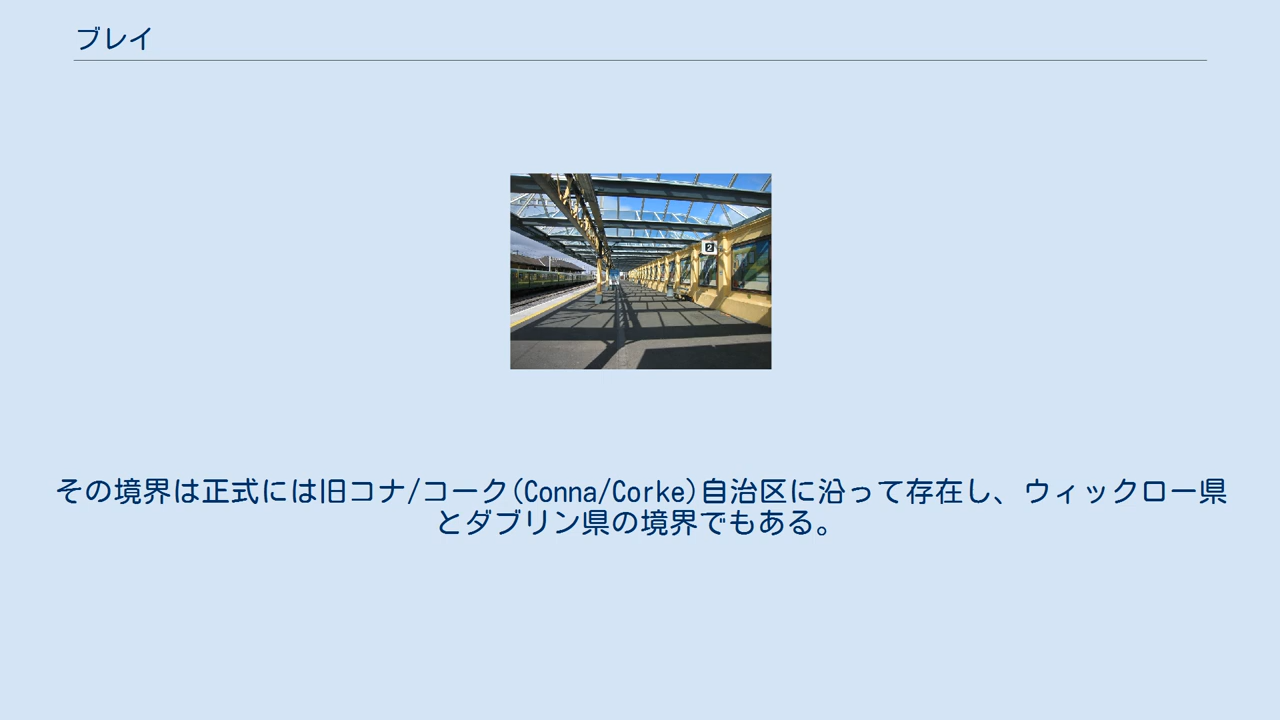 ブレイ
2
その境界は正式には旧コナ/コーク(Conna/Corke)自治区に沿って存在し、ウィックロー県
とダブリン県の境界でもある。